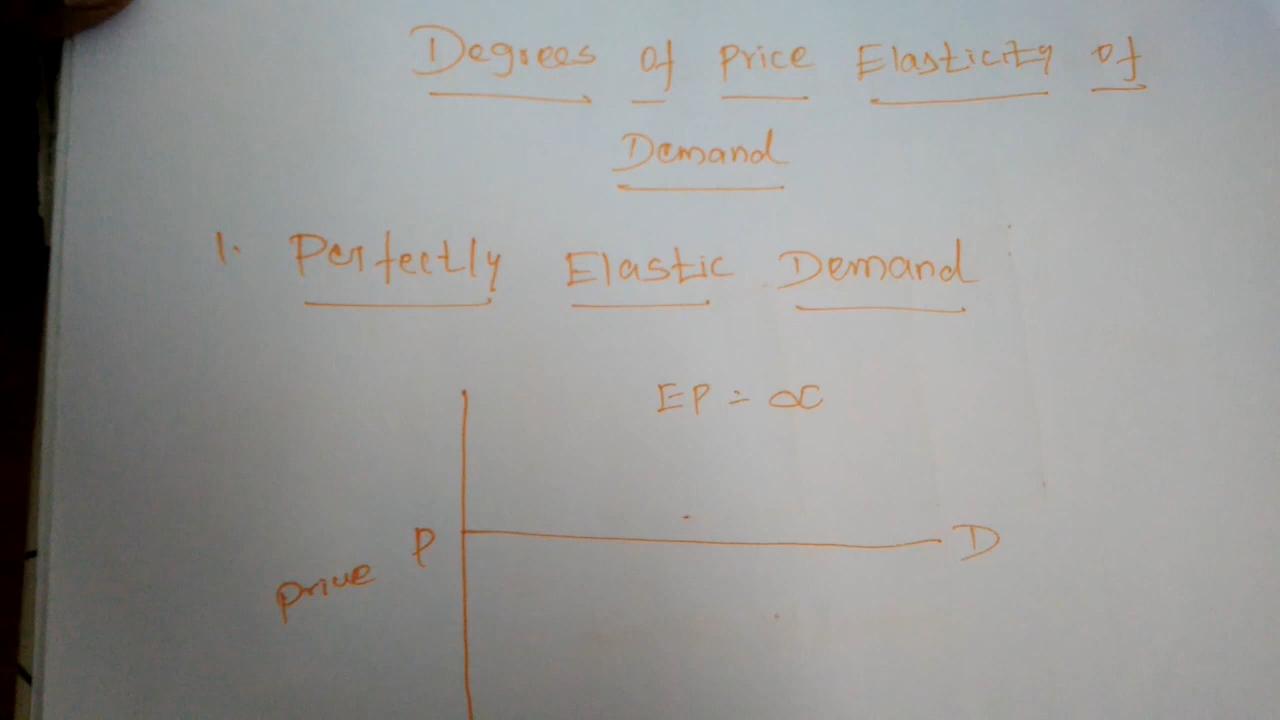 Degrees of Price Elasticity of
Demand
1. Perfectly Elastic Demand
EP = ∝
P
D
Price